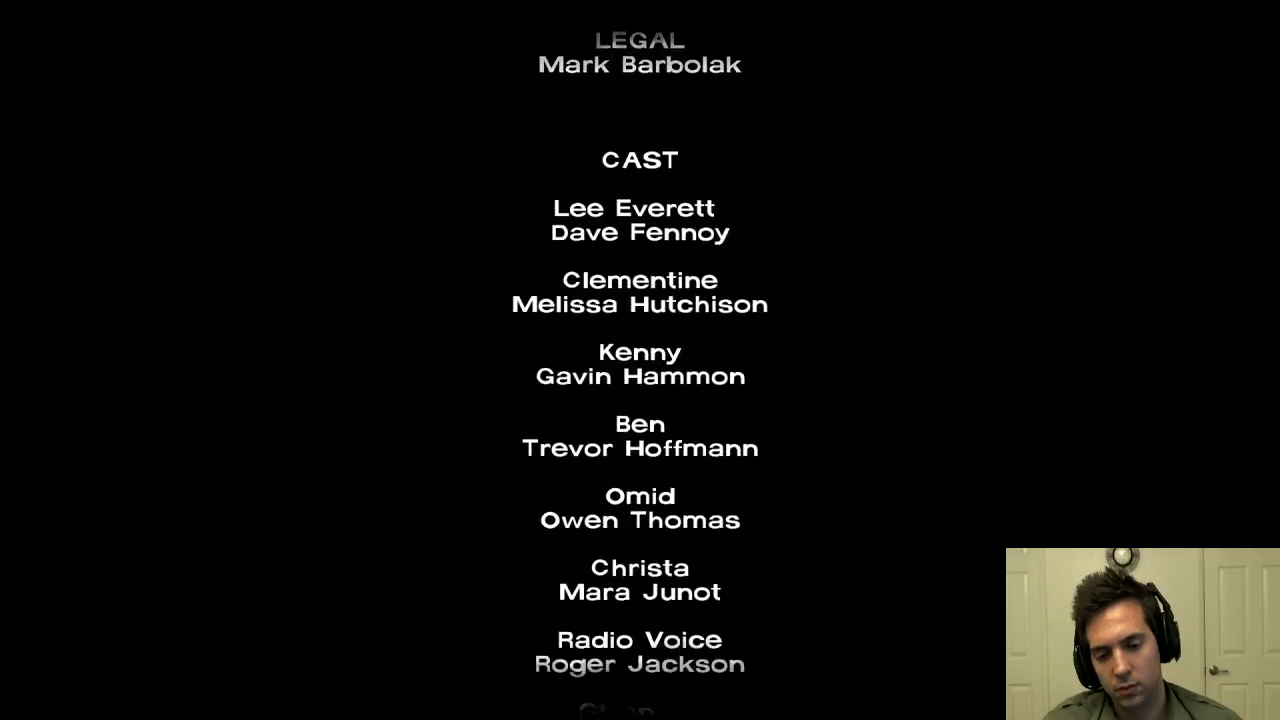 LEGAL
Mark Barbolak
CAST
Lee Everett
Dave Fennoy
Clementine
Melissa Hutchison
Kenny
Gavin Hammon
Ben
Trevor Hoffmann
Omid
Owen Thomas
Christa
Mara Junot
Radio Voice
Roger Jackson